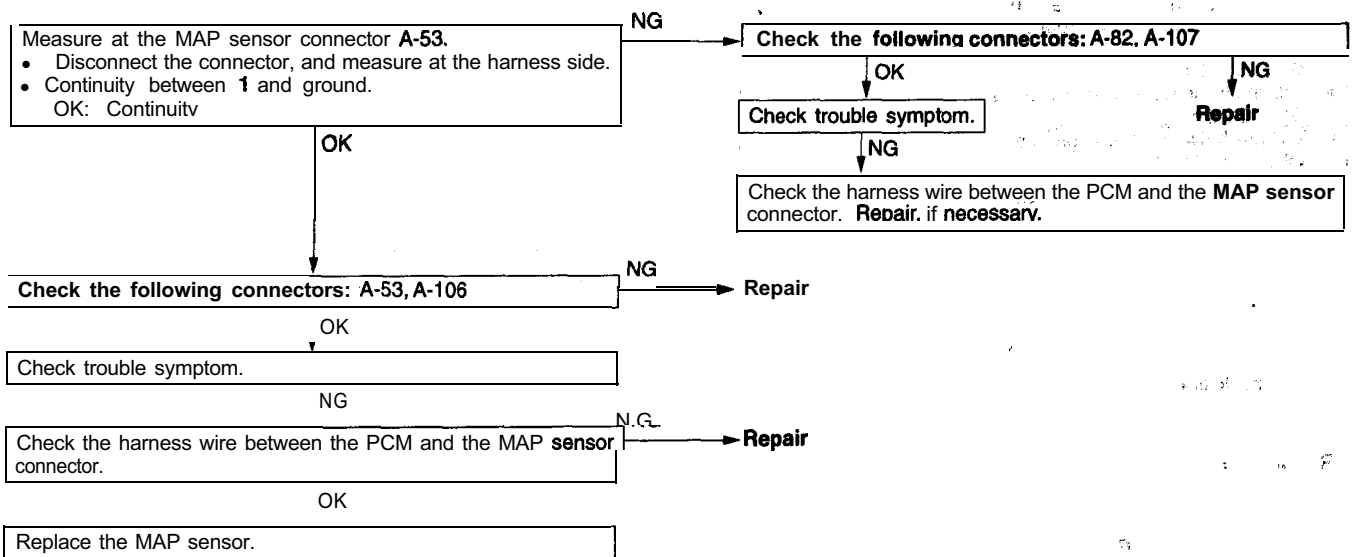 Measure at the MAP sensor connector A-53.
• Disconnect the connector, and measure at the harness side.
• Continuity between 1 and ground.
OK: Continuity
NG
Check the following connectors: A-82, A-107
OK
NG
Check trouble symptom.
Repair
NG
Check the harness wire between the PCM and the MAP sensor
connector. Repair. if necessary.
OK
Check the following connectors: A-53, A-106
NG
Repair
OK
Check trouble symptom.
NG
Check the harness wire between the PCM and the MAP sensor
connector.
N.G.
Repair
OK
Replace the MAP sensor.